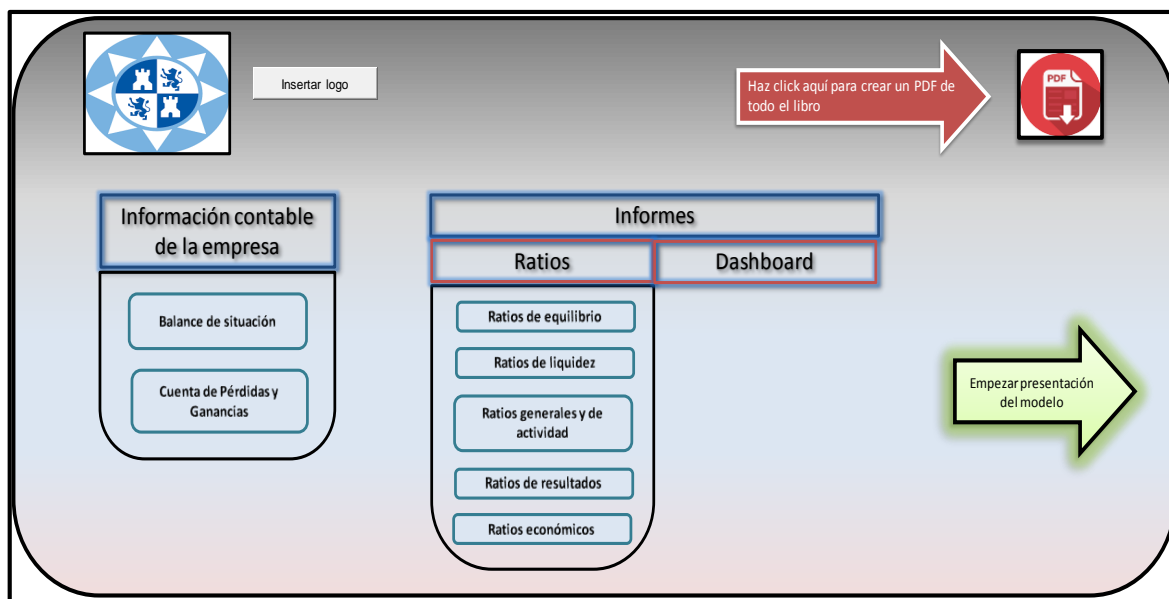 Insertar logo
Haz click aquí para crear un PDF de
todo el libro
PDF
Información contable
de la empresa
Informes
Ratios
Dashboard
Balance de situación
Cuenta de Pérdidas y
Ganancias
Ratios de equilibrio
Ratios de liquidez
Ratios generales y de
actividad
Ratios de resultados
Ratios económicos
Empezar presentación
del modelo